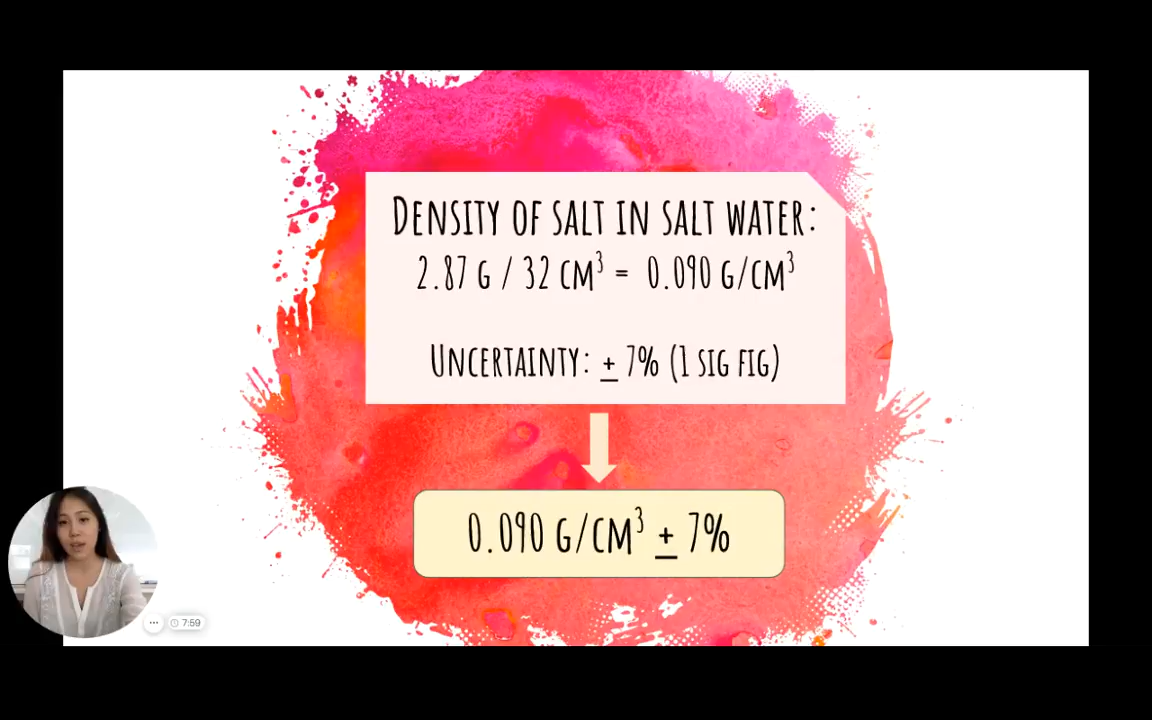 DENSITY OF SALT IN SALT WATER:
2.87 G / 32 CM³ = 0.090 G/CM³
UNCERTAINTY: ± 7% (1 SIG FIG)
0.090 G/CM³ ± 7%
7:59